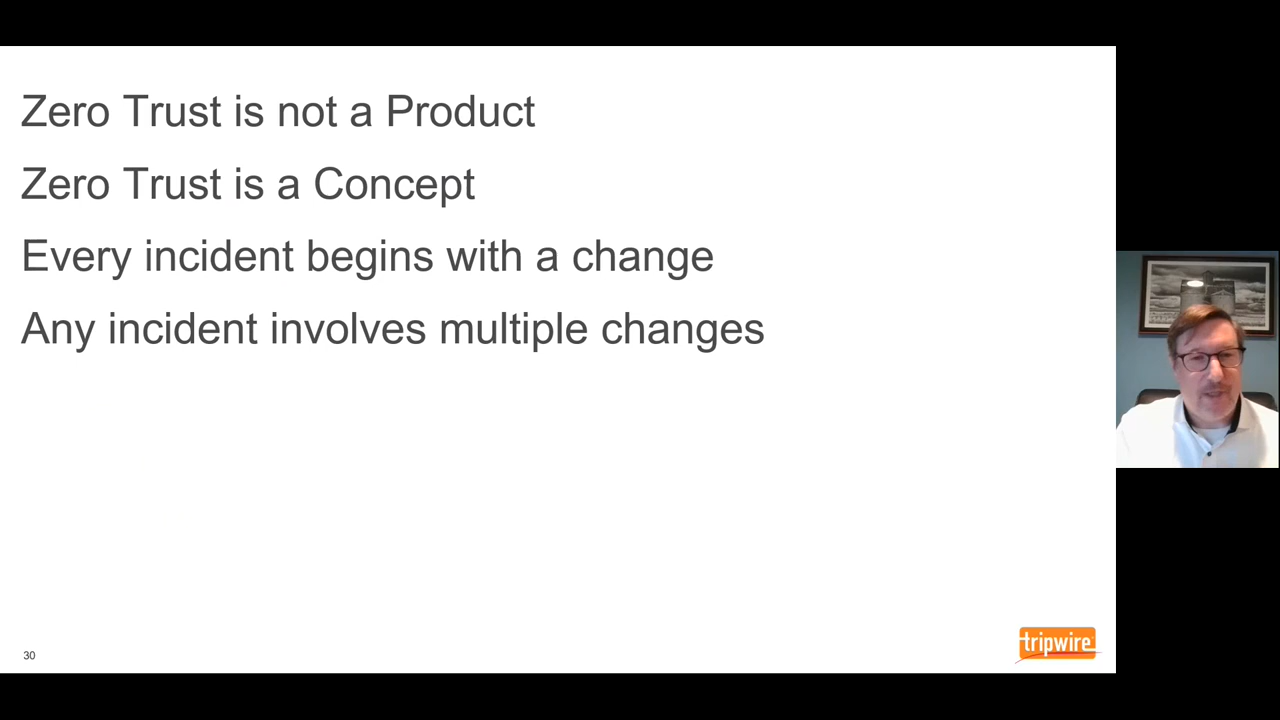 Zero Trust is not a Product
Zero Trust is a Concept
Every incident begins with a change
Any incident involves multiple changes
30
tripwire